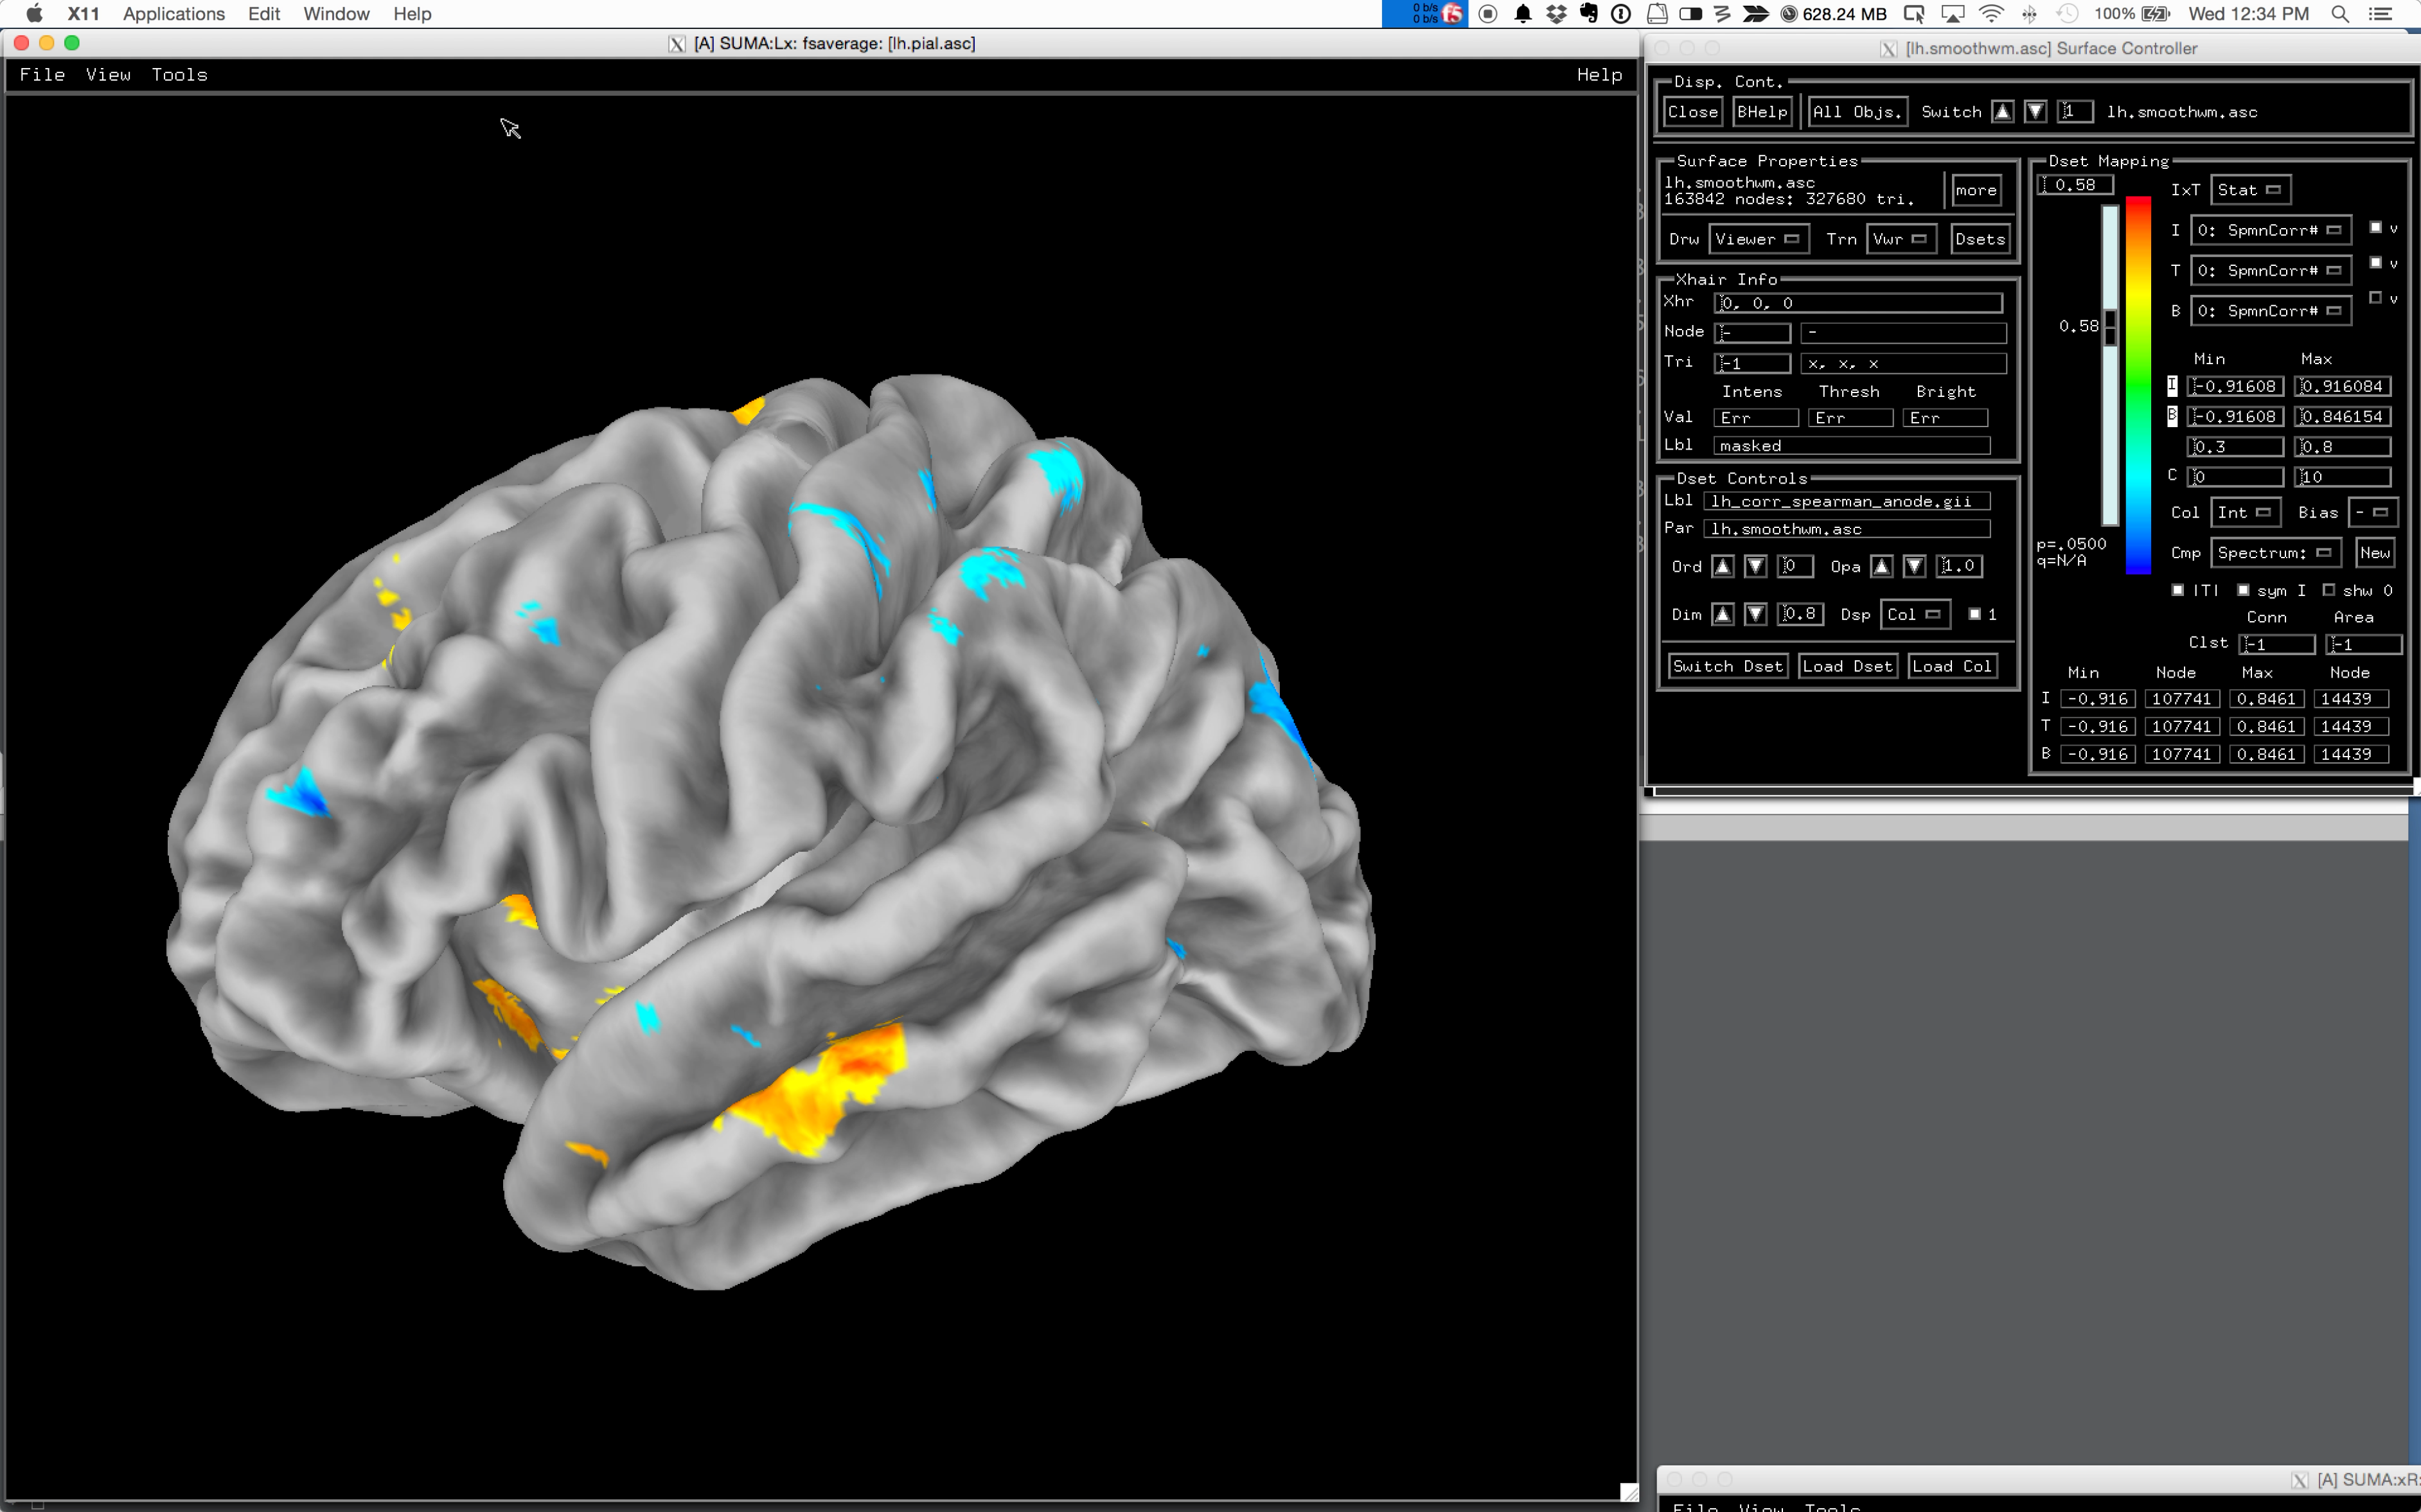 X11 Applications Edit Window Help
0 b/s
0 b/s
628.24 MB 100% Wed 12:34 PM
[A] SUMA:Lx: fsaverage: [lh.pial.asc]
File View Tools Help
[lh.smoothwm.asc] Surface Controller
Disp. Cont.
Close BHelp All Objs. Switch 1 lh.smoothwm.asc
Surface Properties
lh.smoothwm.asc
163842 nodes: 327680 tri.
more
Drw Viewer Trn Vwr Dsets
Xhair Info
Xhr 0, 0, 0
Node - -
Tri -1 x, x, x
Intens Thresh Bright
Val Err Err Err
Lbl masked
Dset Controls
Lbl lh_corr_spearman_anode.gii
Par lh.smoothwm.asc
Ord 0 Opa 1.0
Dim 0.8 Dsp Col 1
Switch Dset Load Dset Load Col
Dset Mapping
0.58
IxT Stat
I 0: SpmnCorr# v
T 0: SpmnCorr# v
B 0: SpmnCorr# v
0.58
Min Max
I -0.91608 0.916084
B -0.91608 0.846154
0.3 0.8
C 0 10
Col Int Bias -
p=.0500
q=N/A
Cmp Spectrum: New
|T| sym I shw 0
Conn Area
Clst -1 -1
Min Node Max Node
I -0.916 107741 0.8461 14439
T -0.916 107741 0.8461 14439
B -0.916 107741 0.8461 14439
[A] SUMA:xR:
File View Tools